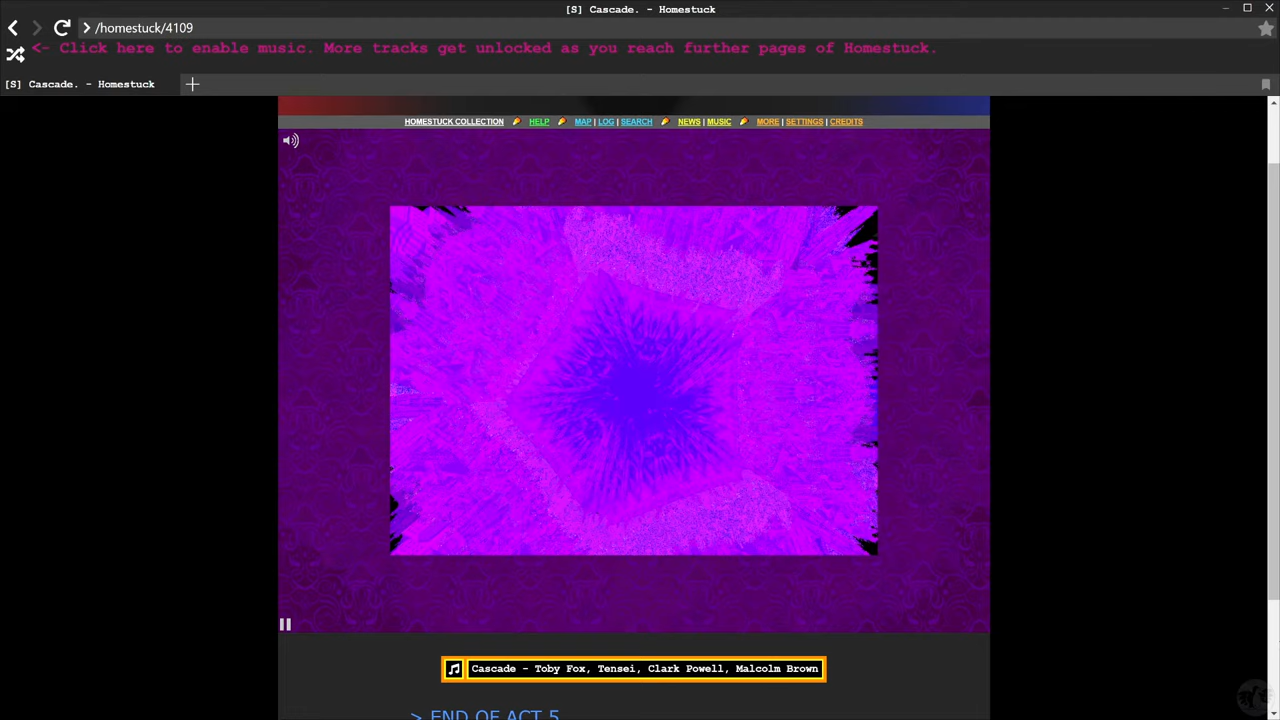 [S] Cascade. - Homestuck
/homestuck/4109
<- Click here to enable music. More tracks get unlocked as you reach further pages of Homestuck.
[S] Cascade. - Homestuck
HOMESTUCK COLLECTION HELP MAP | LOG | SEARCH NEWS | MUSIC MORE | SETTINGS | CREDITS
Cascade - Toby Fox, Tensei, Clark Powell, Malcolm Brown
> END OF ACT 5